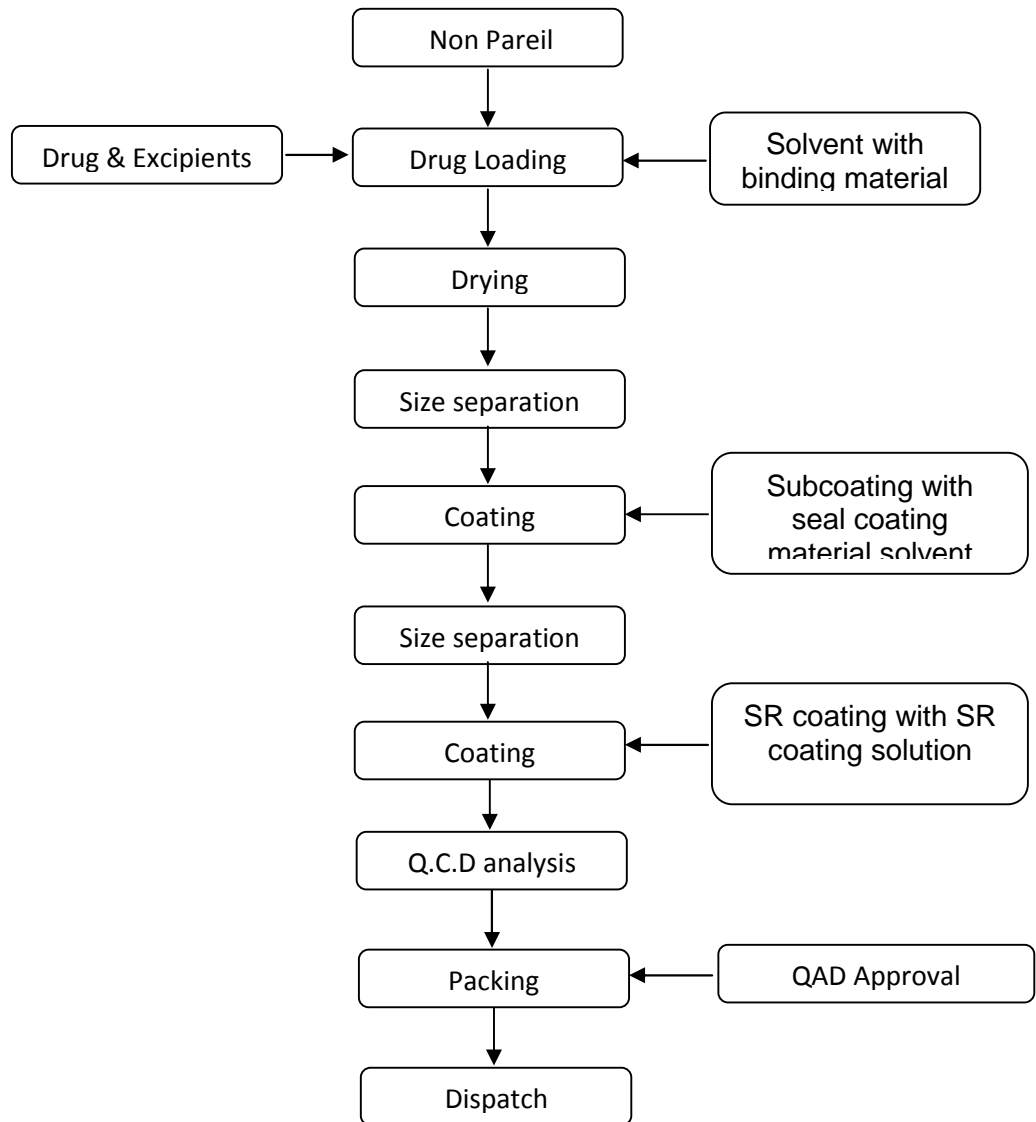 Non Pareil
Drug & Excipients
Drug Loading
Solvent with
binding material
Drying
Size separation
Coating
Subcoating with
seal coating
material solvent
Size separation
Coating
SR coating with SR
coating solution
Q.C.D analysis
Packing
QAD Approval
Dispatch